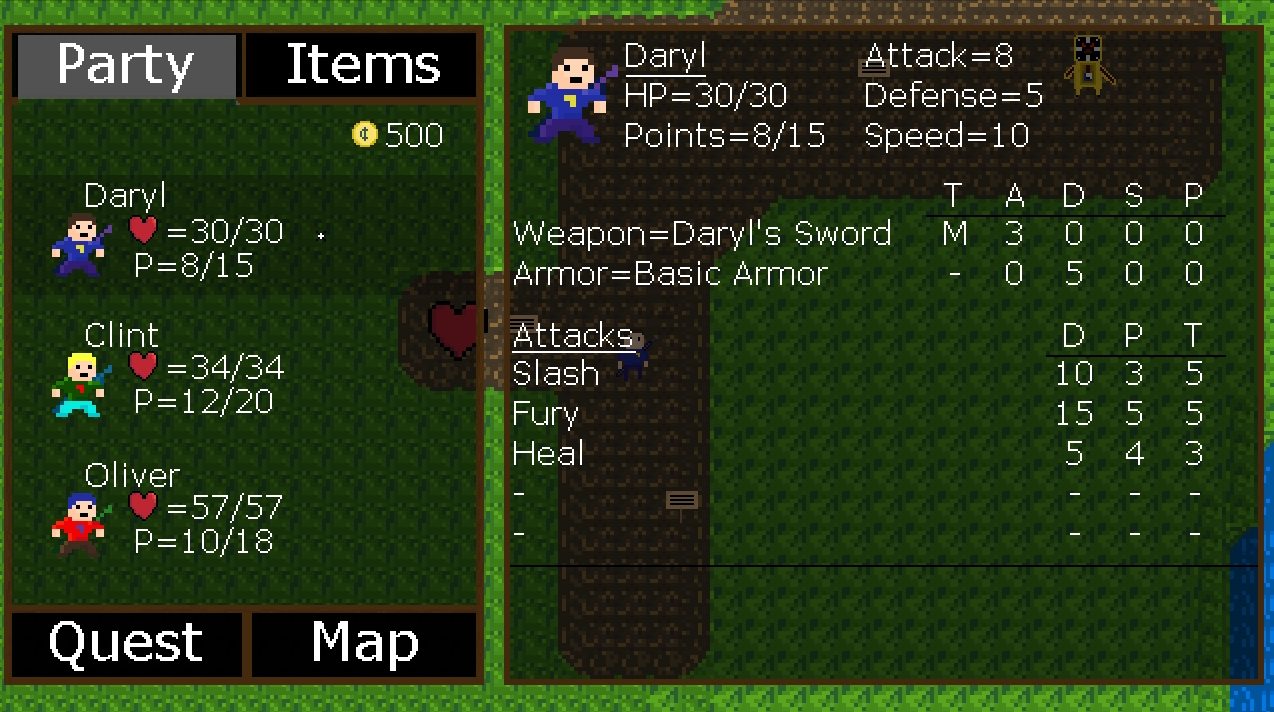 Party Items
¢ 500
Daryl
=30/30
P=8/15
Clint
=34/34
P=12/20
Oliver
=57/57
P=10/18
Quest Map
Daryl Attack=8
HP=30/30 Defense=5
Points=8/15 Speed=10
T A D S P
Weapon=Daryl's Sword M 3 0 0 0
Armor=Basic Armor - 0 5 0 0
Attacks D P T
Slash 10 3 5
Fury 15 5 5
Heal 5 4 3
- - - -
- - - -